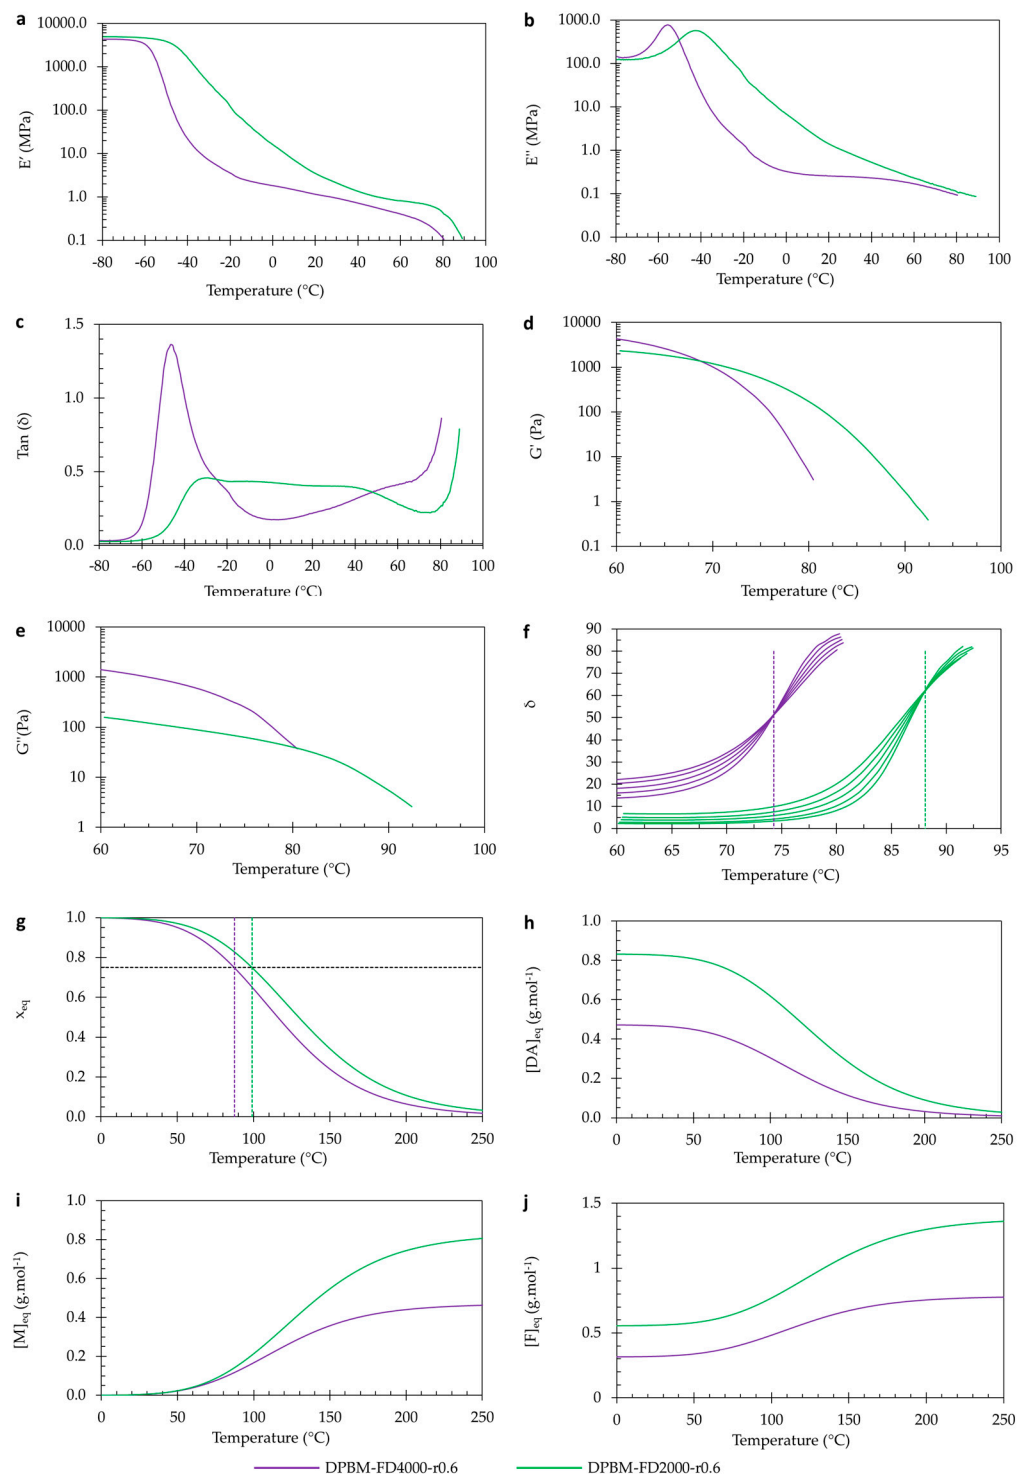 a
10000.0
1000.0
100.0
10.0
1.0
0.1
E' (MPa)
-80 -60 -40 -20 0 20 40 60 80 100
Temperature (°C)
b
1000.0
100.0
10.0
1.0
0.1
0.0
E'' (MPa)
-80 -60 -40 -20 0 20 40 60 80 100
Temperature (°C)
c
1.5
1.0
0.5
0.0
Tan (δ)
-80 -60 -40 -20 0 20 40 60 80 100
Temperature (°C)
d
10000
1000
100
10
1
0.1
G' (Pa)
60 70 80 90 100
Temperature (°C)
e
10000
1000
100
10
1
G''(Pa)
60 70 80 90 100
Temperature (°C)
f
90
80
70
60
50
40
30
20
10
0
δ
60 65 70 75 80 85 90 95
Temperature (°C)
g
1.0
0.8
0.6
0.4
0.2
0.0
xeq
0 50 100 150 200 250
Temperature (°C)
h
1.0
0.8
0.6
0.4
0.2
0.0
[DA]eq (g.mol-1)
0 50 100 150 200 250
Temperature (°C)
i
1.0
0.8
0.6
0.4
0.2
0.0
[M]eq (g.mol-1)
0 50 100 150 200 250
Temperature (°C)
j
1.5
1
0.5
0
[F]eq (g.mol-1)
0 50 100 150 200 250
Temperature (°C)
DPBM-FD4000-r0.6 DPBM-FD2000-r0.6